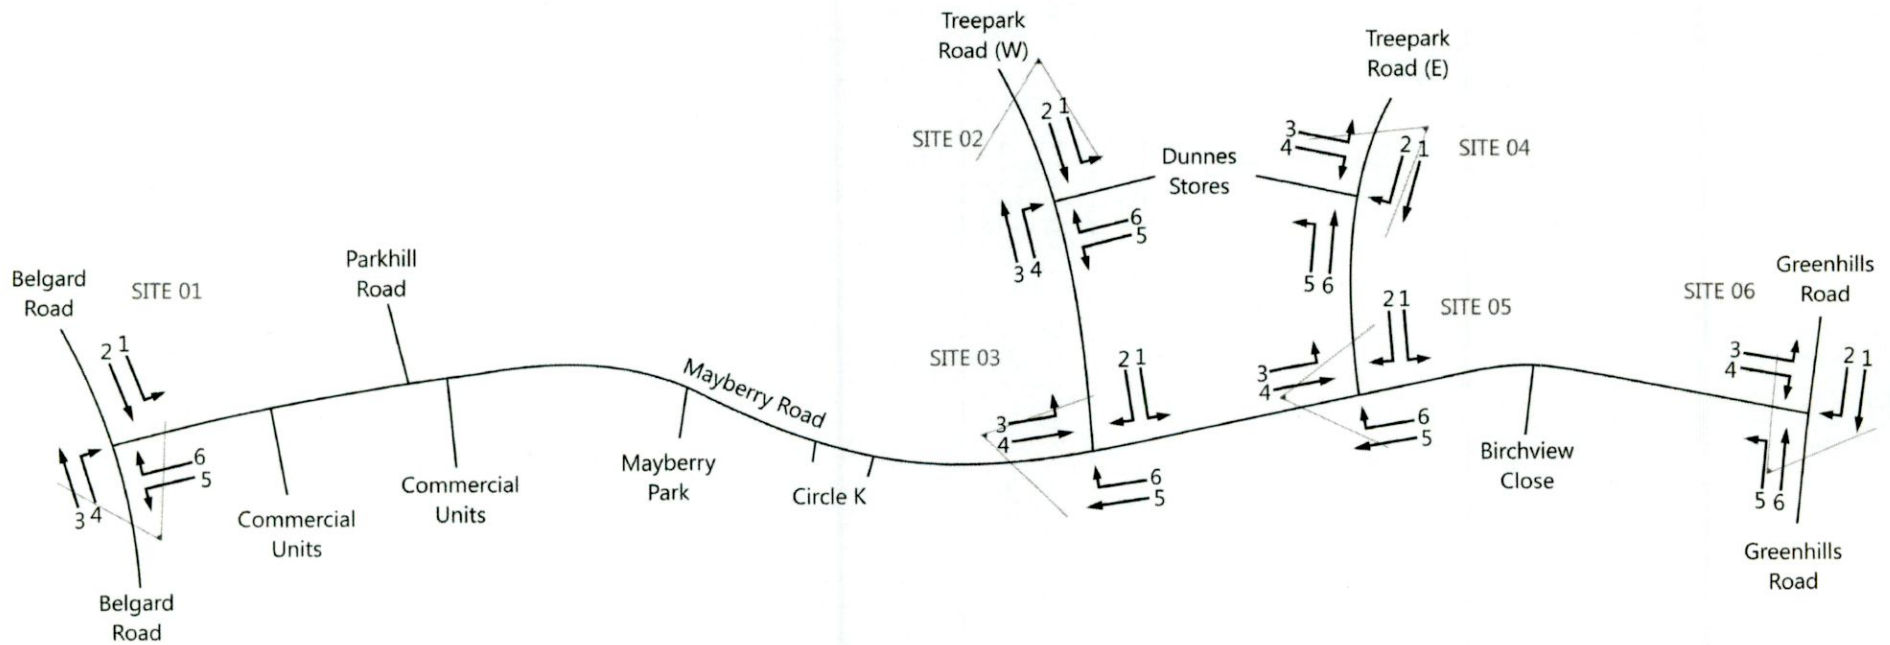 Treepark
Road (W)
Treepark
Road (E)
SITE 02
2 1
3
4
2 1
SITE 04
Dunnes
Stores
6
5
3 4
5 6
Belgard
Road
SITE 01
Parkhill
Road
2 1
Greenhills
Road
SITE 06
2 1
SITE 05
3
4
2 1
SITE 03
2 1
3
4
Mayberry Road
3
4
6
5
6
5
3 4
Commercial
Units
Commercial
Units
Mayberry
Park
Circle K
6
5
Birchview
Close
5 6
Belgard
Road
Greenhills
Road